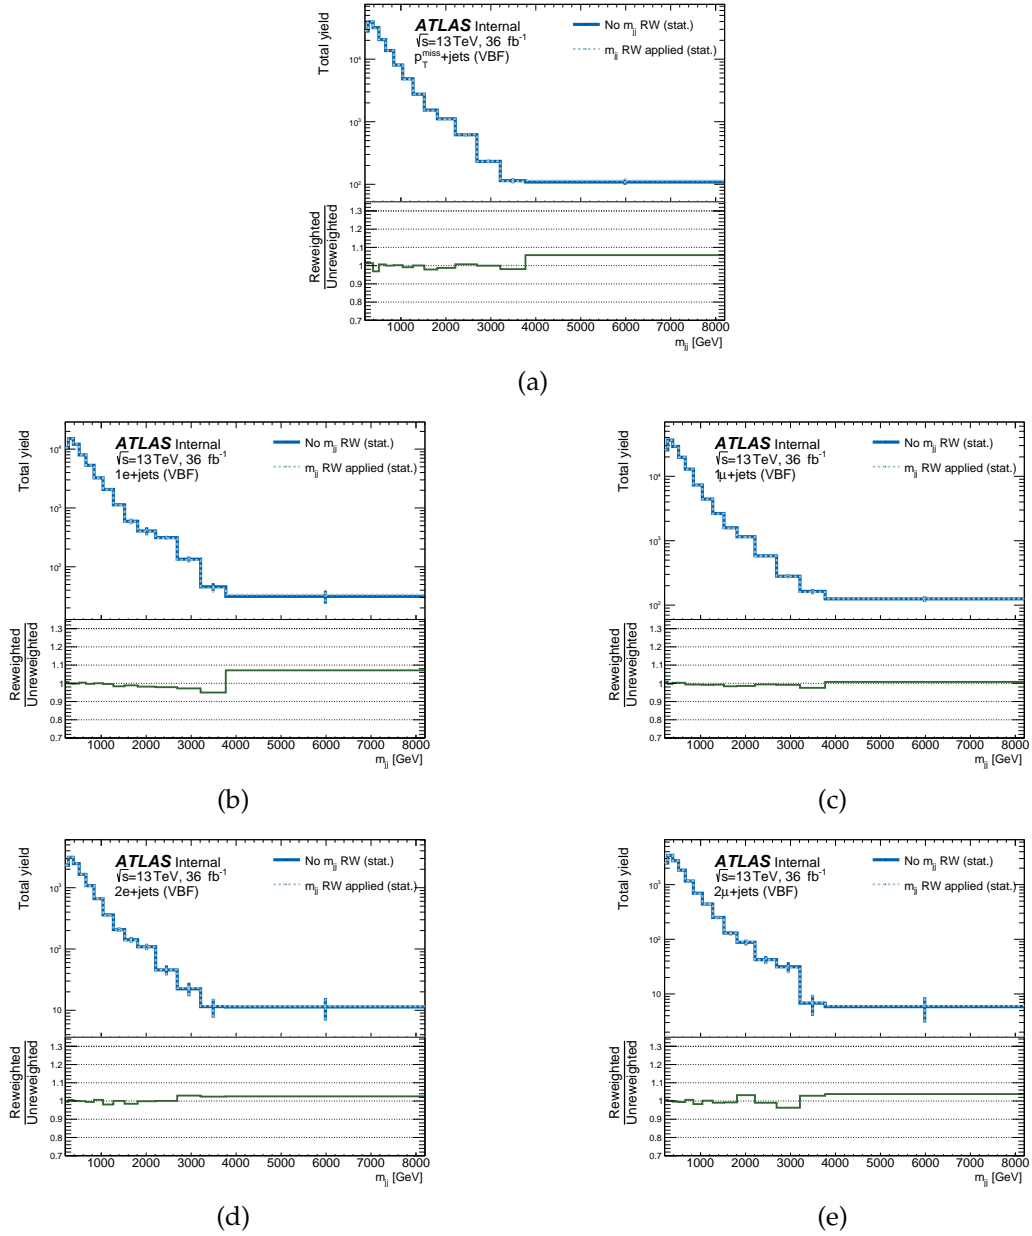 Total yield
ATLAS Internal
√s=13 TeV, 36 fb⁻¹
p_T^miss+jets (VBF)
No m_jj RW (stat.)
m_jj RW applied (stat.)
10⁴
10³
10²
Reweighted
Unreweighted
1.3
1.2
1.1
1
0.9
0.8
0.7
1000 2000 3000 4000 5000 6000 7000 8000
m_jj [GeV]
(a)
Total yield
ATLAS Internal
√s=13 TeV, 36 fb⁻¹
1e+jets (VBF)
No m_jj RW (stat.)
m_jj RW applied (stat.)
10⁴
10³
10²
Reweighted
Unreweighted
1.3
1.2
1.1
1
0.9
0.8
0.7
1000 2000 3000 4000 5000 6000 7000 8000
m_jj [GeV]
(b)
Total yield
ATLAS Internal
√s=13 TeV, 36 fb⁻¹
1μ+jets (VBF)
No m_jj RW (stat.)
m_jj RW applied (stat.)
10⁴
10³
10²
Reweighted
Unreweighted
1.3
1.2
1.1
1
0.9
0.8
0.7
1000 2000 3000 4000 5000 6000 7000 8000
m_jj [GeV]
(c)
Total yield
ATLAS Internal
√s=13 TeV, 36 fb⁻¹
2e+jets (VBF)
No m_jj RW (stat.)
m_jj RW applied (stat.)
10³
10²
10
Reweighted
Unreweighted
1.3
1.2
1.1
1
0.9
0.8
0.7
1000 2000 3000 4000 5000 6000 7000 8000
m_jj [GeV]
(d)
Total yield
ATLAS Internal
√s=13 TeV, 36 fb⁻¹
2μ+jets (VBF)
No m_jj RW (stat.)
m_jj RW applied (stat.)
10³
10²
10
Reweighted
Unreweighted
1.3
1.2
1.1
1
0.9
0.8
0.7
1000 2000 3000 4000 5000 6000 7000 8000
m_jj [GeV]
(e)